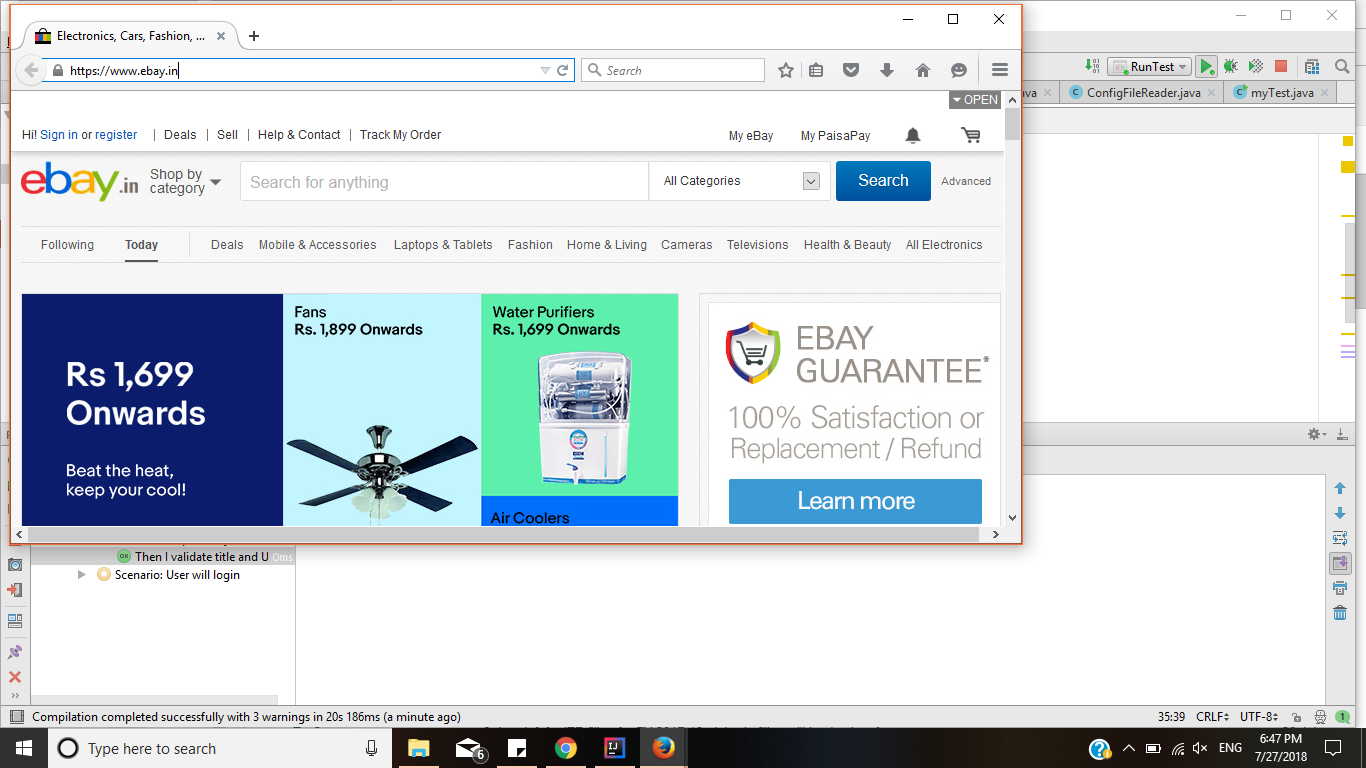 Electronics, Cars, Fashion, ...
https://www.ebay.in
Search
RunTest
ava
ConfigFileReader.java
myTest.java
OPEN
Hi! Sign in or register | Deals | Sell | Help & Contact | Track My Order
My eBay
My PaisaPay
ebay.in
Shop by
category
Search for anything
All Categories
Search
Advanced
Following
Today
Deals
Mobile & Accessories
Laptops & Tablets
Fashion
Home & Living
Cameras
Televisions
Health & Beauty
All Electronics
Rs 1,699
Onwards
Beat the heat,
keep your cool!
Fans
Rs. 1,899 Onwards
Water Purifiers
Rs. 1,699 Onwards
Air Coolers
EBAY
GUARANTEE*
100% Satisfaction or
Replacement / Refund
Learn more
Then I validate title and U 0ms
Scenario: User will login
Compilation completed successfully with 3 warnings in 20s 186ms (a minute ago)
35:39
CRLF
UTF-8
1
Type here to search
6
ENG
6:47 PM
7/27/2018